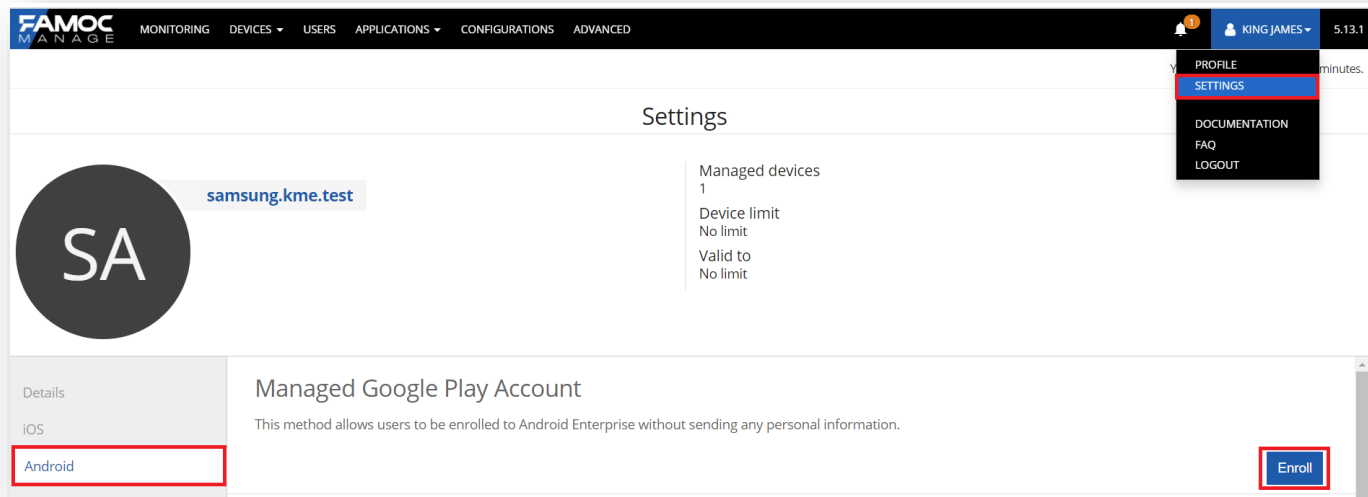 FAMOC
MANAGE
MONITORING DEVICES USERS APPLICATIONS CONFIGURATIONS ADVANCED
1
KING JAMES
5.13.1
Y
minutes.
PROFILE
SETTINGS
DOCUMENTATION
FAQ
LOGOUT
Settings
SA
samsung.kme.test
Managed devices
1
Device limit
No limit
Valid to
No limit
Details
iOS
Android
Managed Google Play Account
This method allows users to be enrolled to Android Enterprise without sending any personal information.
Enroll